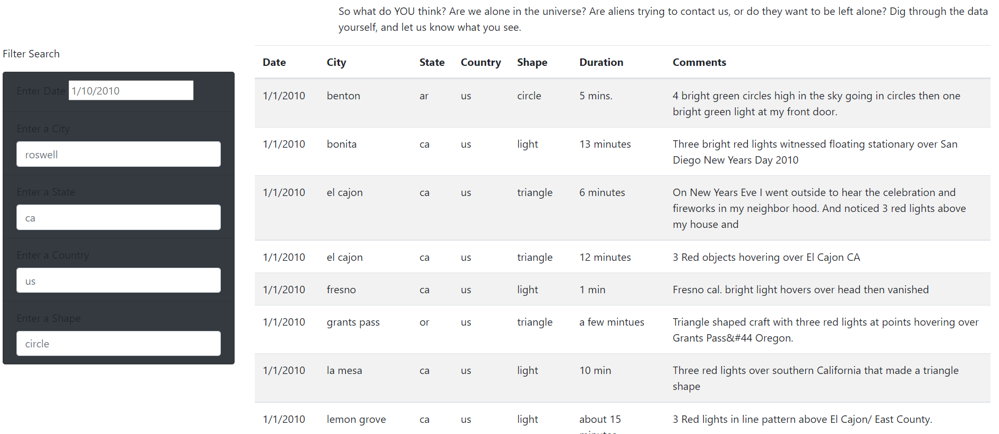 So what do YOU think? Are we alone in the universe? Are aliens trying to contact us, or do they want to be left alone? Dig through the data
yourself, and let us know what you see.
Filter Search
Enter Date 1/10/2010
Enter a City
roswell
Enter a State
ca
Enter a Country
us
Enter a Shape
circle
Date City State Country Shape Duration Comments
1/1/2010 benton ar us circle 5 mins. 4 bright green circles high in the sky going in circles then one
bright green light at my front door.
1/1/2010 bonita ca us light 13 minutes Three bright red lights witnessed floating stationary over San
Diego New Years Day 2010
1/1/2010 el cajon ca us triangle 6 minutes On New Years Eve I went outside to hear the celebration and
fireworks in my neighbor hood. And noticed 3 red lights above
my house and
1/1/2010 el cajon ca us triangle 12 minutes 3 Red objects hovering over El Cajon CA
1/1/2010 fresno ca us light 1 min Fresno cal. bright light hovers over head then vanished
1/1/2010 grants pass or us triangle a few mintues Triangle shaped craft with three red lights at points hovering over
Grants Pass&#44 Oregon.
1/1/2010 la mesa ca us light 10 min Three red lights over southern California that made a triangle
shape
1/1/2010 lemon grove ca us light about 15 3 Red lights in line pattern above El Cajon/ East County.